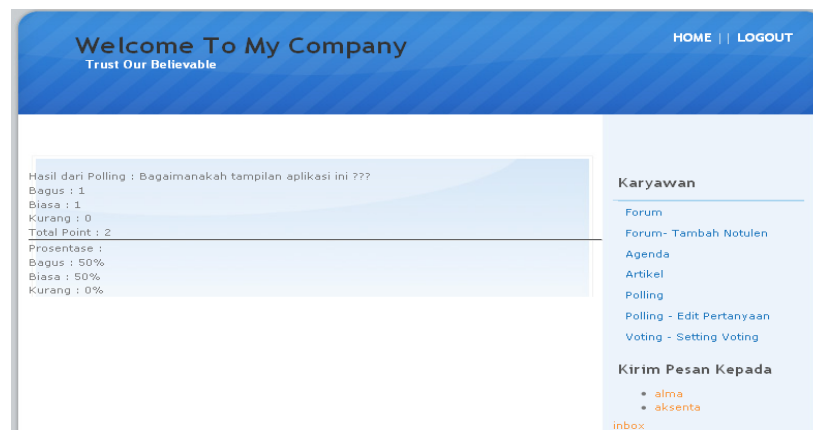 Welcome To My Company
Trust Our Believable
HOME || LOGOUT
Hasil dari Polling : Bagaimanakah tampilan aplikasi ini ???
Bagus : 1
Biasa : 1
Kurang : 0
Total Point : 2
Prosentase :
Bagus : 50%
Biasa : 50%
Kurang : 0%
Karyawan
Forum
Forum- Tambah Notulen
Agenda
Artikel
Polling
Polling - Edit Pertanyaan
Voting - Setting Voting
Kirim Pesan Kepada
alma
aksenta
inbox